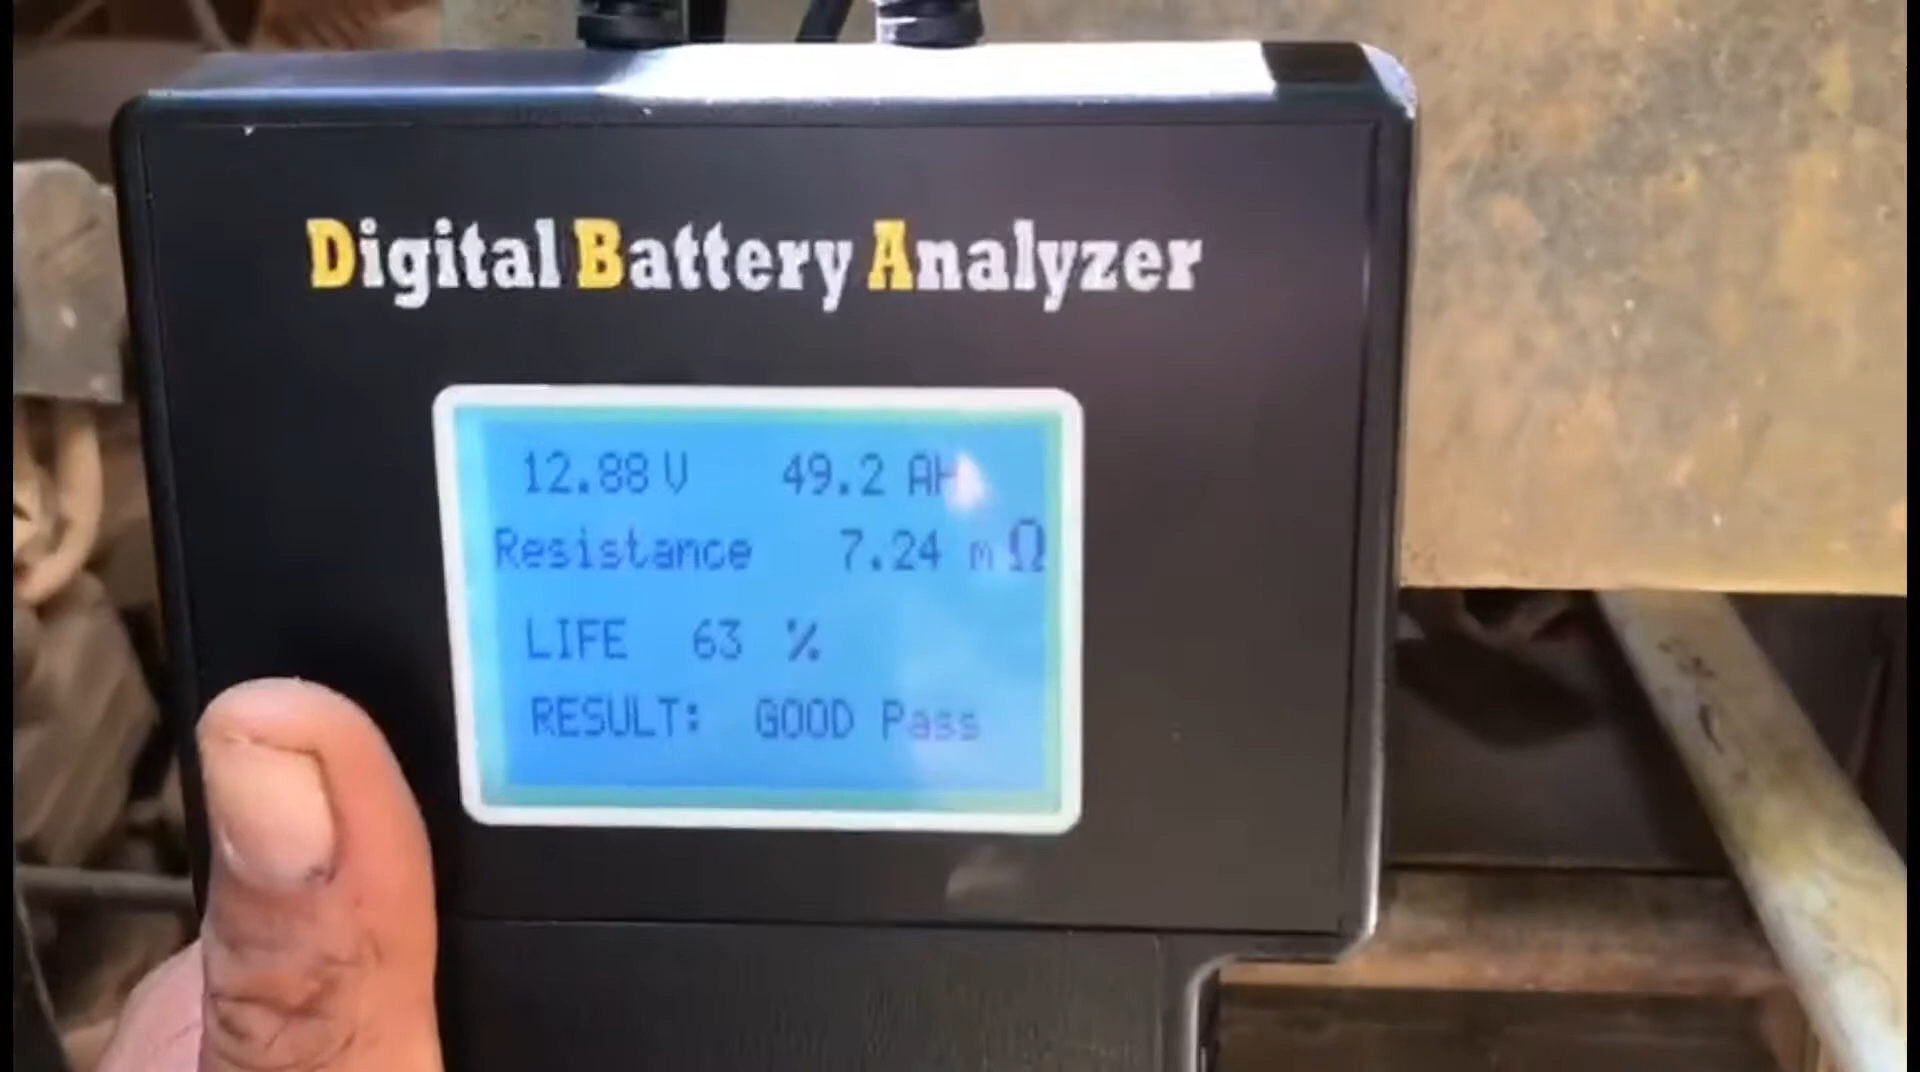 Digital Battery Analyzer
12.88 V 49.2 AH
Resistance 7.24 mΩ
LIFE 63 %
RESULT: GOOD Pass